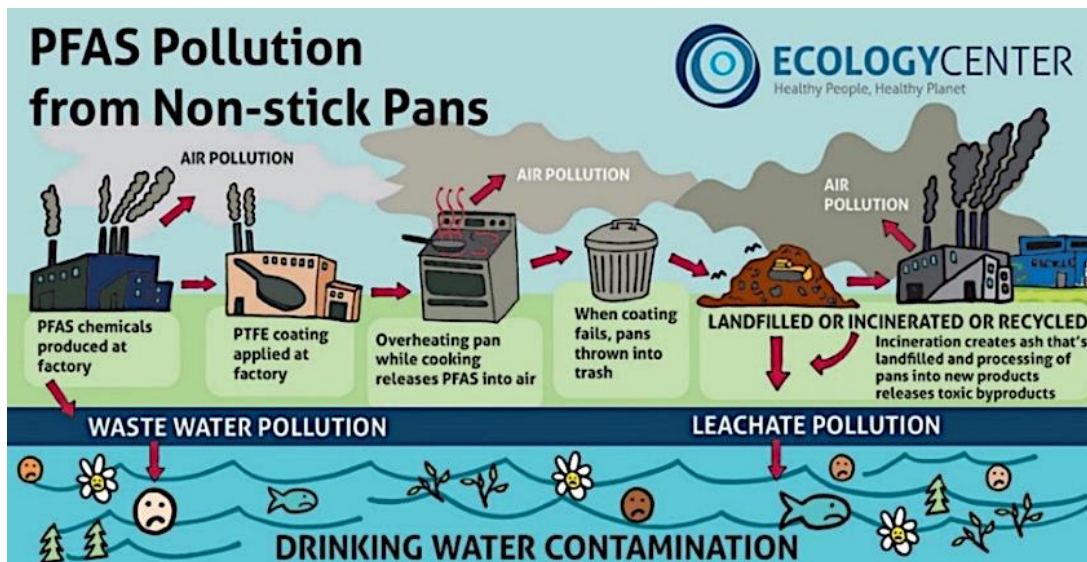 PFAS Pollution
from Non-stick Pans
ECOLOGYCENTER
Healthy People, Healthy Planet
AIR POLLUTION
AIR POLLUTION
AIR
POLLUTION
PFAS chemicals
produced at
factory
PTFE coating
applied at
factory
Overheating pan
while cooking
releases PFAS into air
When coating
fails, pans
thrown into
trash
LANDFILLED OR INCINERATED OR RECYCLED
Incineration creates ash that's
landfilled and processing of
pans into new products
releases toxic byproducts
WASTE WATER POLLUTION
LEACHATE POLLUTION
DRINKING WATER CONTAMINATION